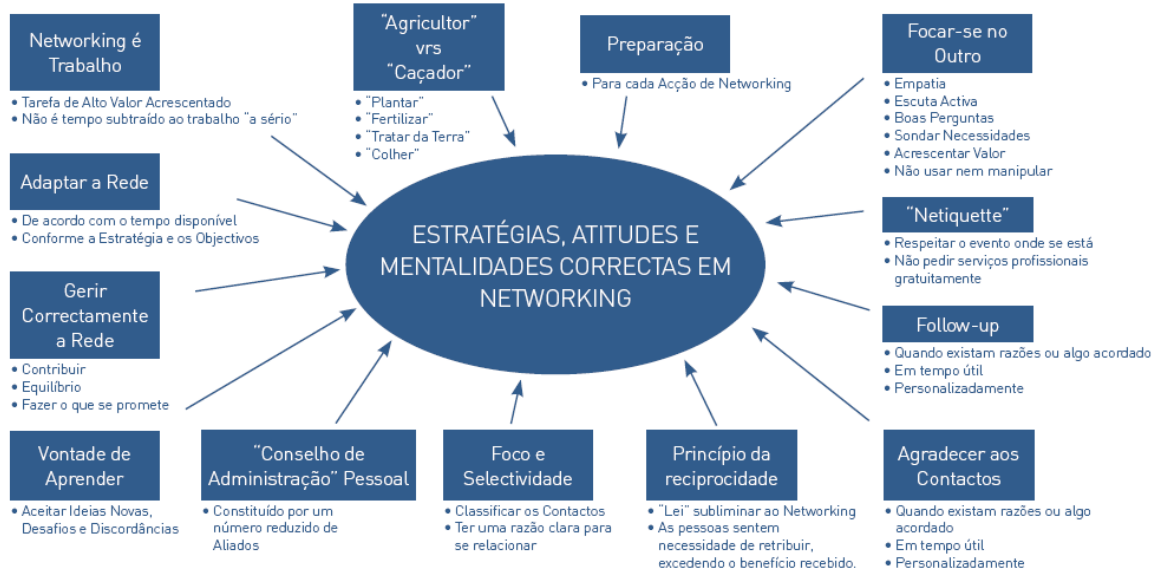 Networking é
Trabalho
• Tarefa de Alto Valor Acrescentado
• Não é tempo subtraído ao trabalho “a sério”
“Agricultor”
vrs
“Caçador”
• “Plantar”
• “Fertilizar”
• “Tratar da Terra”
• “Colher”
Preparação
• Para cada Acção de Networking
Focar-se no
Outro
• Empatia
• Escuta Activa
• Boas Perguntas
• Sondar Necessidades
• Acrescentar Valor
• Não usar nem manipular
Adaptar a Rede
• De acordo com o tempo disponível
• Conforme a Estratégia e os Objectivos
ESTRATÉGIAS, ATITUDES E
MENTALIDADES CORRECTAS EM
NETWORKING
“Netiquette”
• Respeitar o evento onde se está
• Não pedir serviços profissionais
gratuitamente
Gerir
Correctamente
a Rede
• Contribuir
• Equilíbrio
• Fazer o que se promete
Follow-up
• Quando existam razões ou algo acordado
• Em tempo útil
• Personalizadamente
Vontade de
Aprender
• Aceitar Ideias Novas,
Desafios e Discordâncias
“Conselho de
Administração” Pessoal
• Constituído por um
número reduzido de
Aliados
Foco e
Selectividade
• Classificar os Contactos
• Ter uma razão clara para
se relacionar
Princípio da
reciprocidade
• “Lei” subliminar ao Networking
• As pessoas sentem
necessidade de retribuir,
excedendo o benefício recebido.
Agradecer aos
Contactos
• Quando existam razões ou algo
acordado
• Em tempo útil
• Personalizadamente